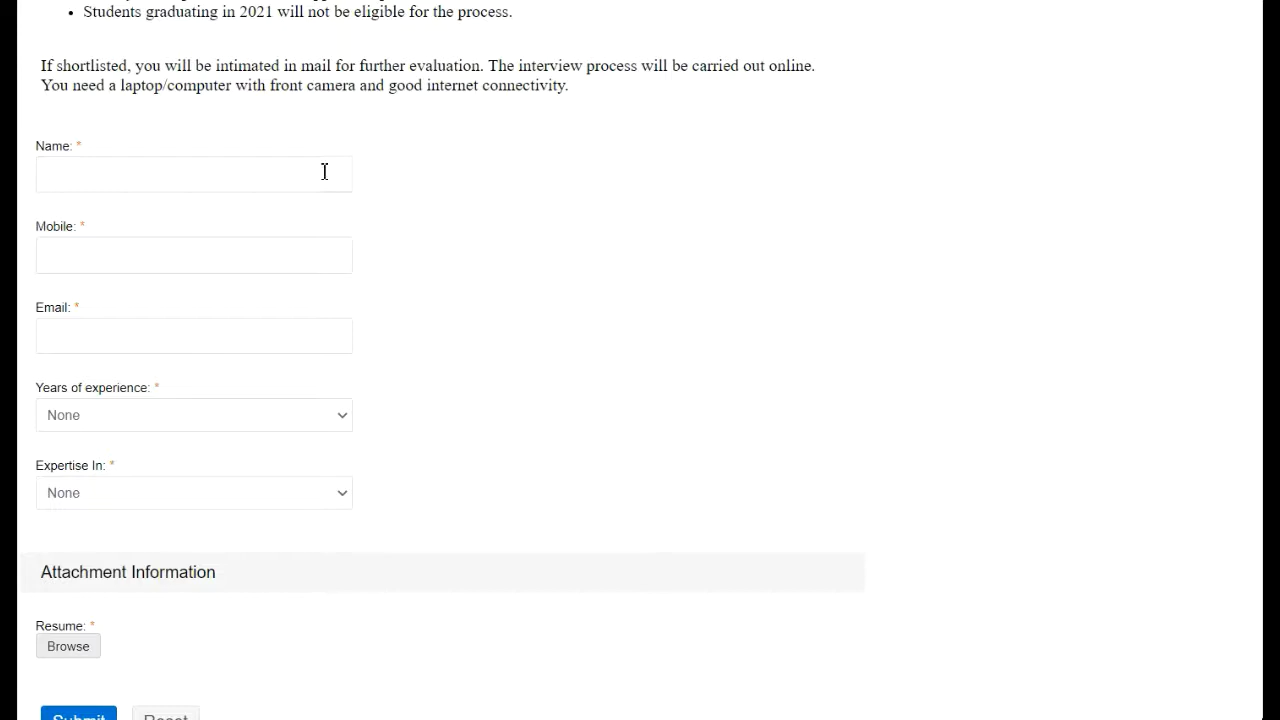 • Students graduating in 2021 will not be eligible for the process.
If shortlisted, you will be intimated in mail for further evaluation. The interview process will be carried out online.
You need a laptop/computer with front camera and good internet connectivity.
Name: *
Mobile: *
Email: *
Years of experience: *
None
Expertise In: *
None
Attachment Information
Resume: *
Browse
Submit Reset